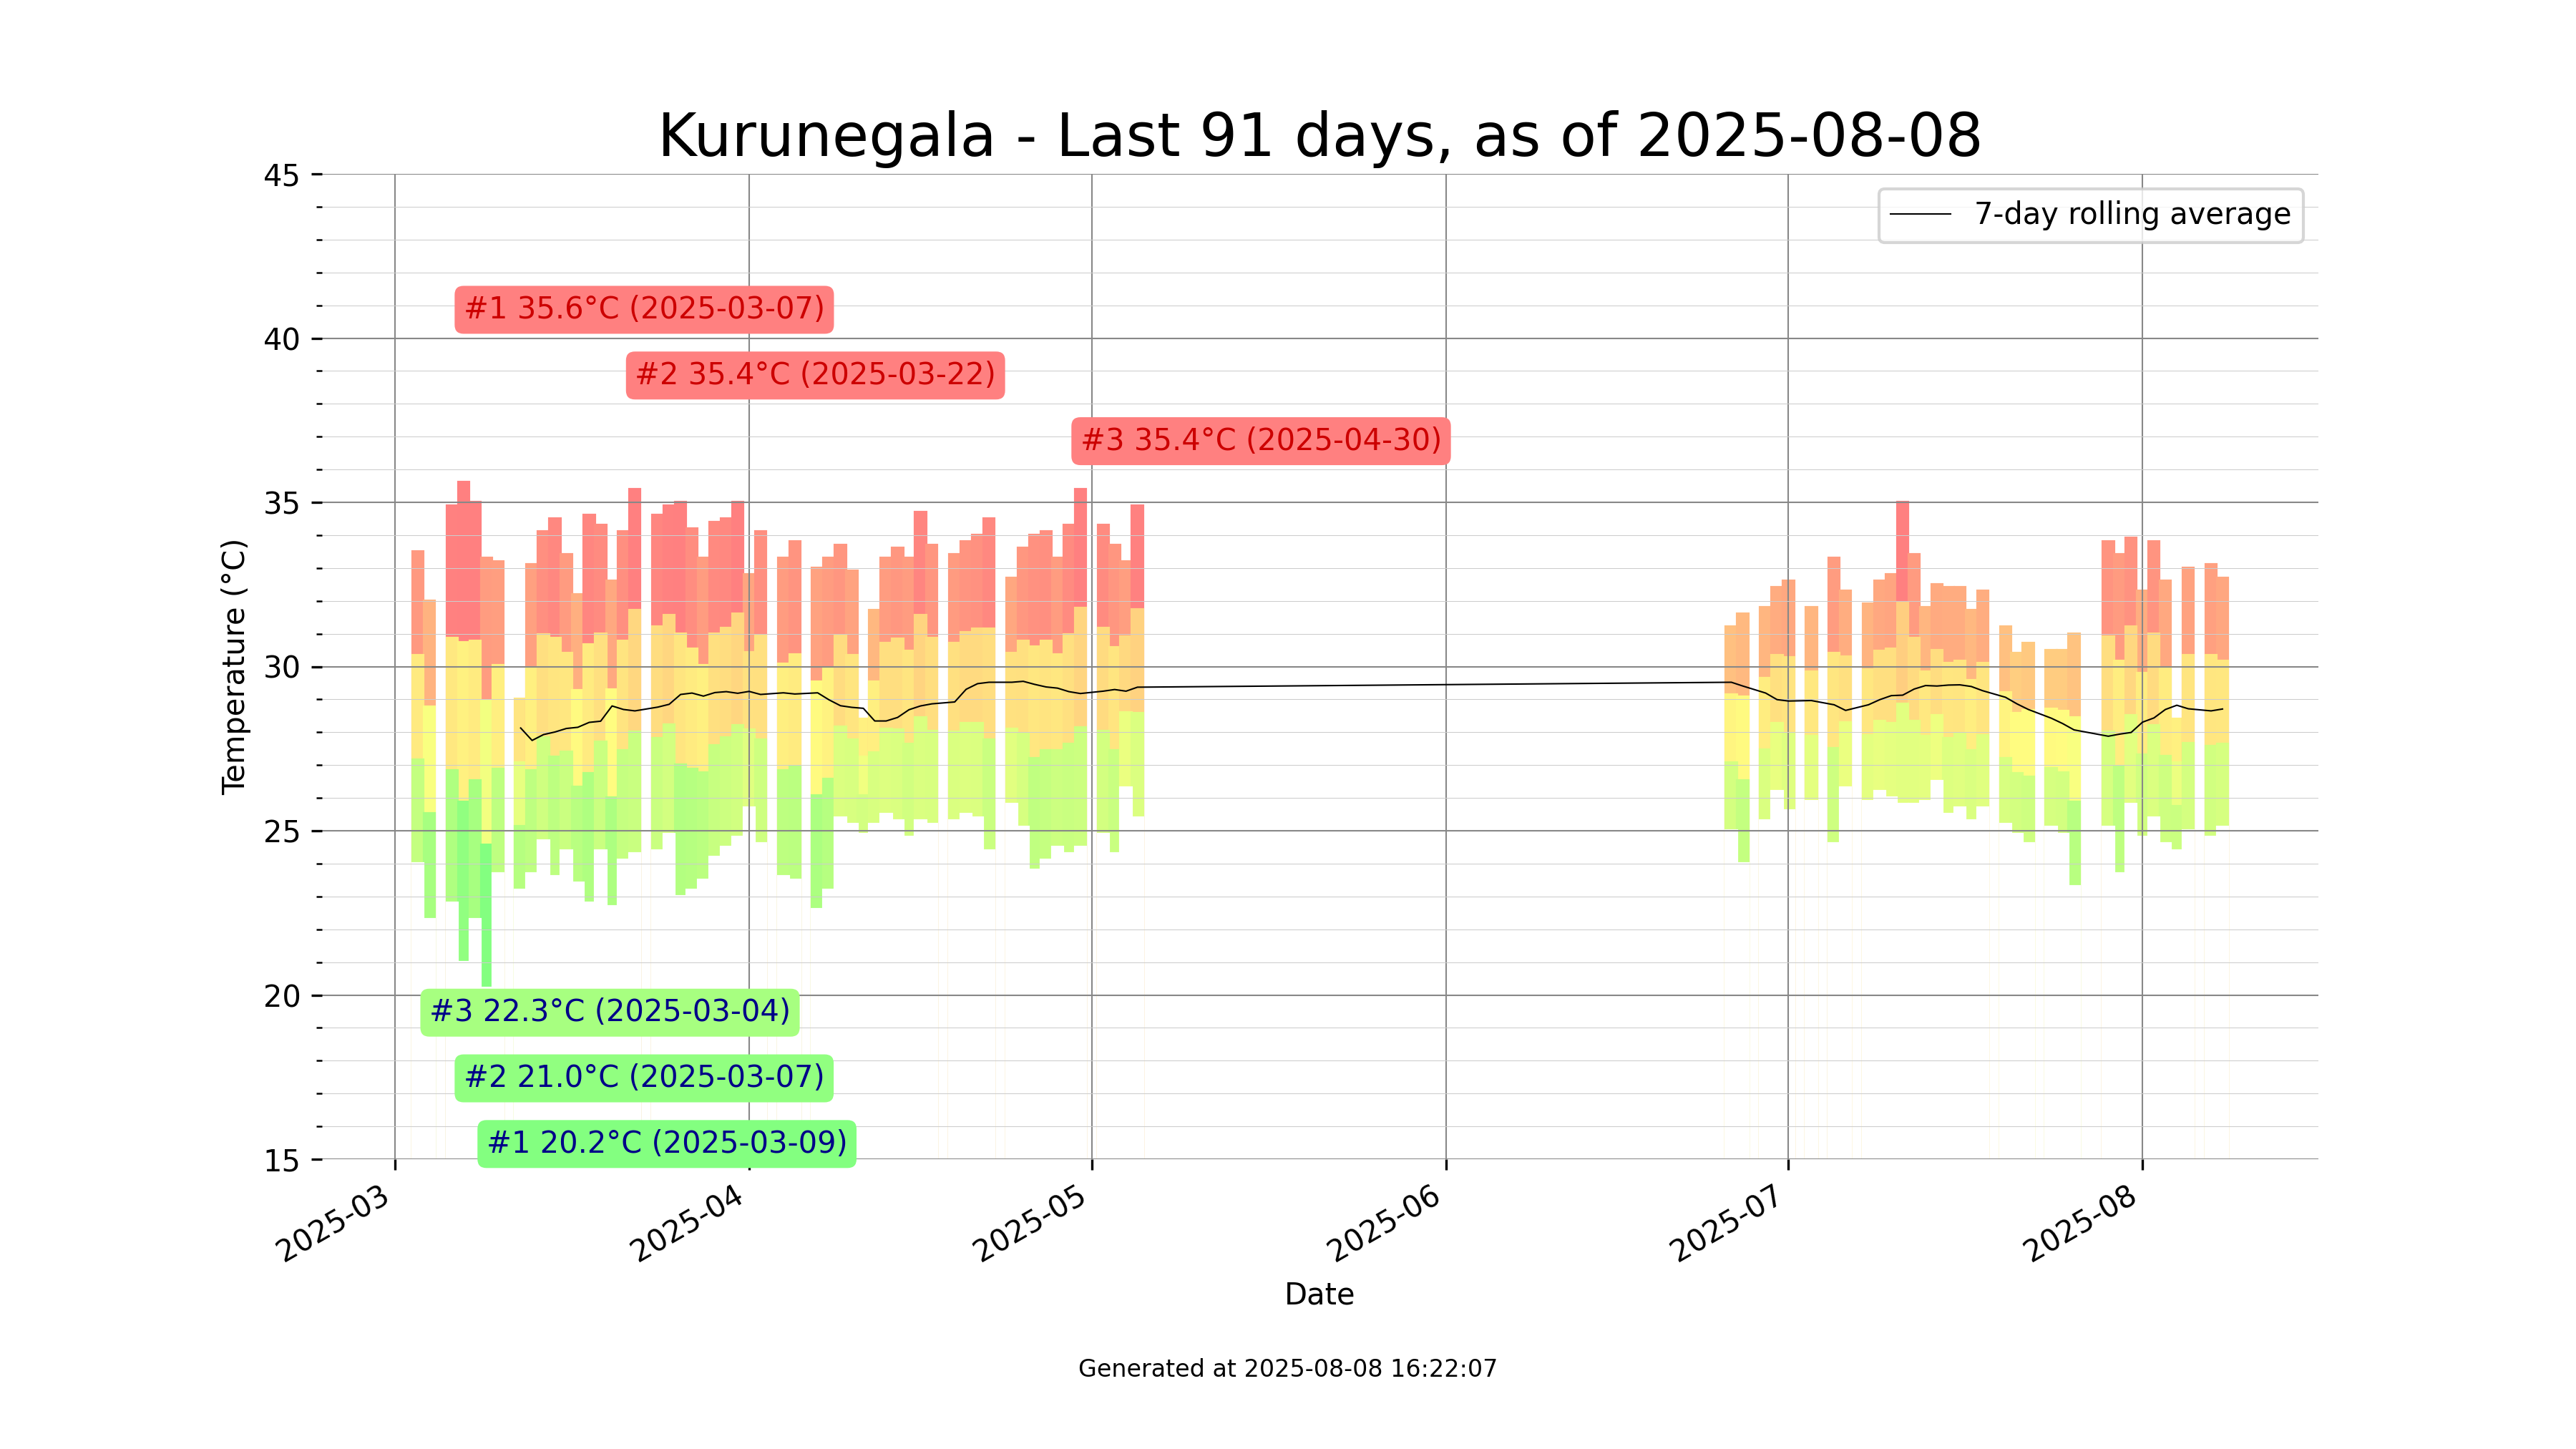 Kurunegala - Last 91 days, as of 2025-08-08
45
7-day rolling average
#1 35.6°C (2025-03-07)
40
#2 35.4°C (2025-03-22)
#3 35.4°C (2025-04-30)
35
Temperature (°C)
30
25
20
#3 22.3°C (2025-03-04)
#2 21.0°C (2025-03-07)
#1 20.2°C (2025-03-09)
15
2025-03
2025-04
2025-05
2025-06
2025-07
2025-08
Date
Generated at 2025-08-08 16:22:07